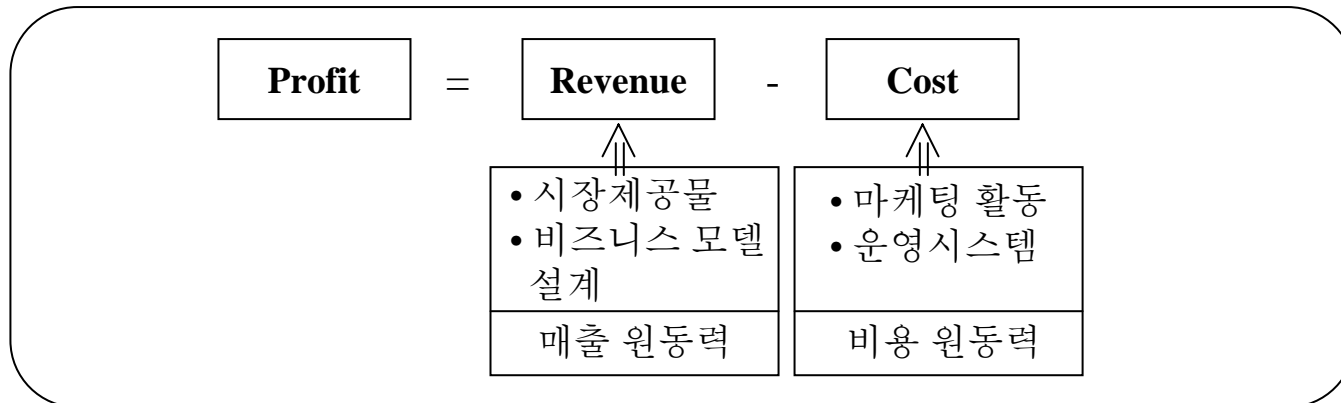 Profit = Revenue - Cost
• 시장제공물
• 비즈니스 모델
설계
매출 원동력
• 마케팅 활동
• 운영시스템
비용 원동력